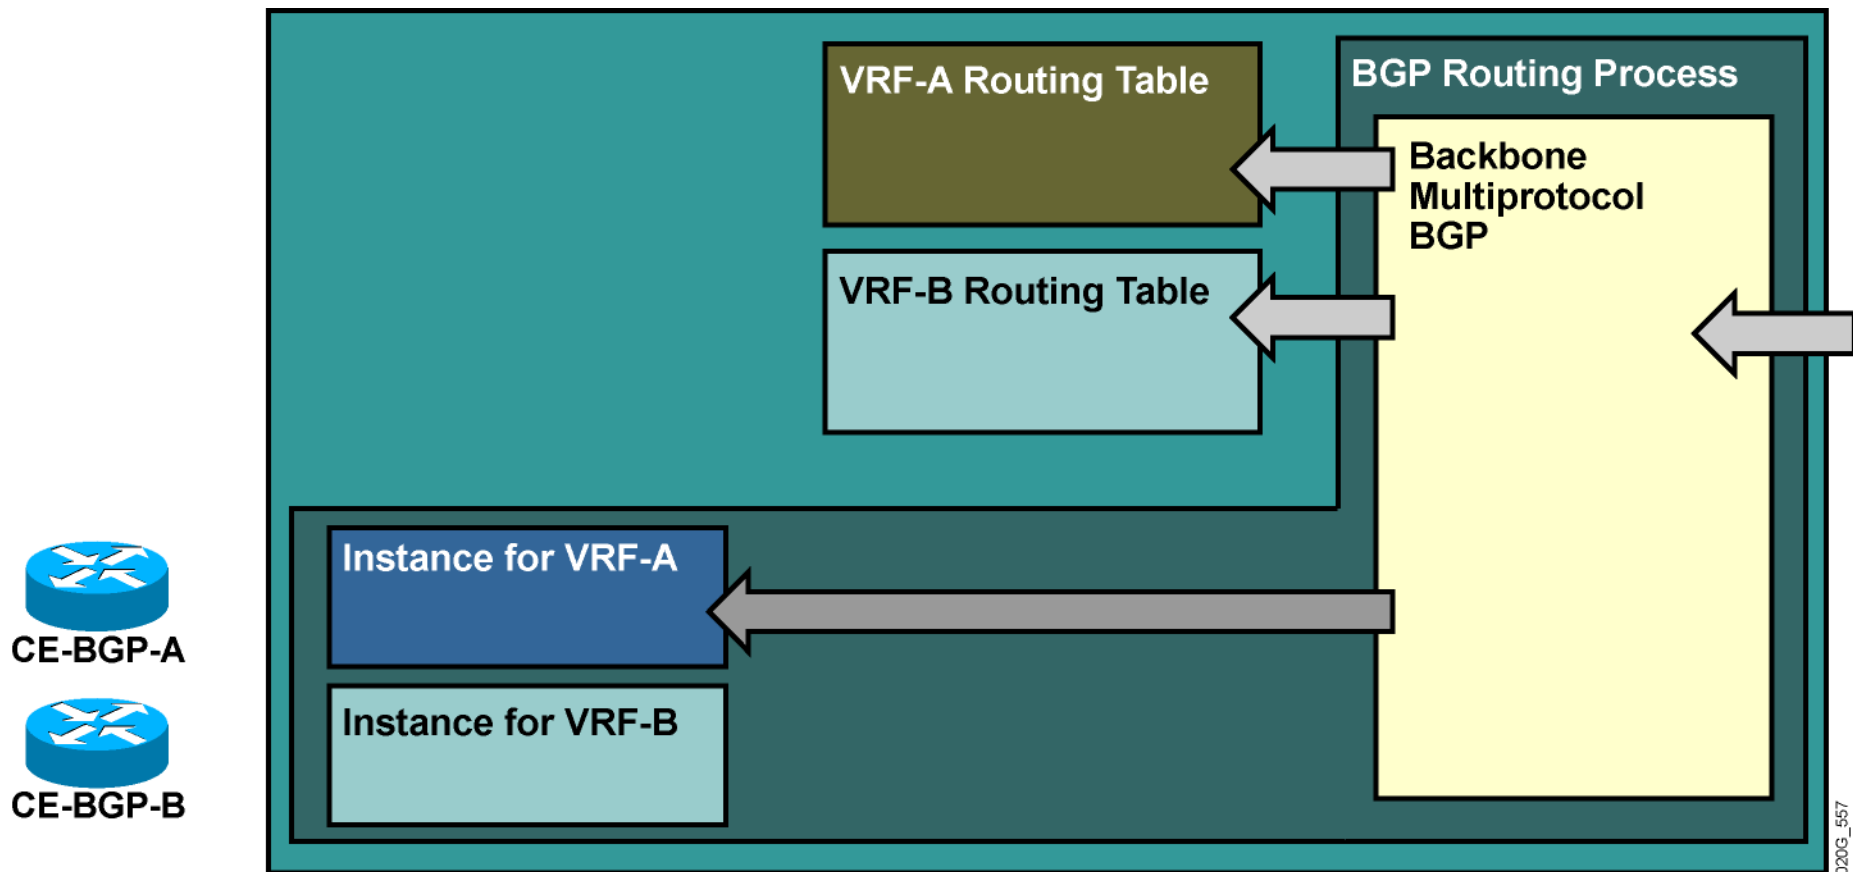 VRF-A Routing Table
BGP Routing Process
Backbone
Multiprotocol
BGP
VRF-B Routing Table
Instance for VRF-A
CE-BGP-A
Instance for VRF-B
CE-BGP-B
020G_557